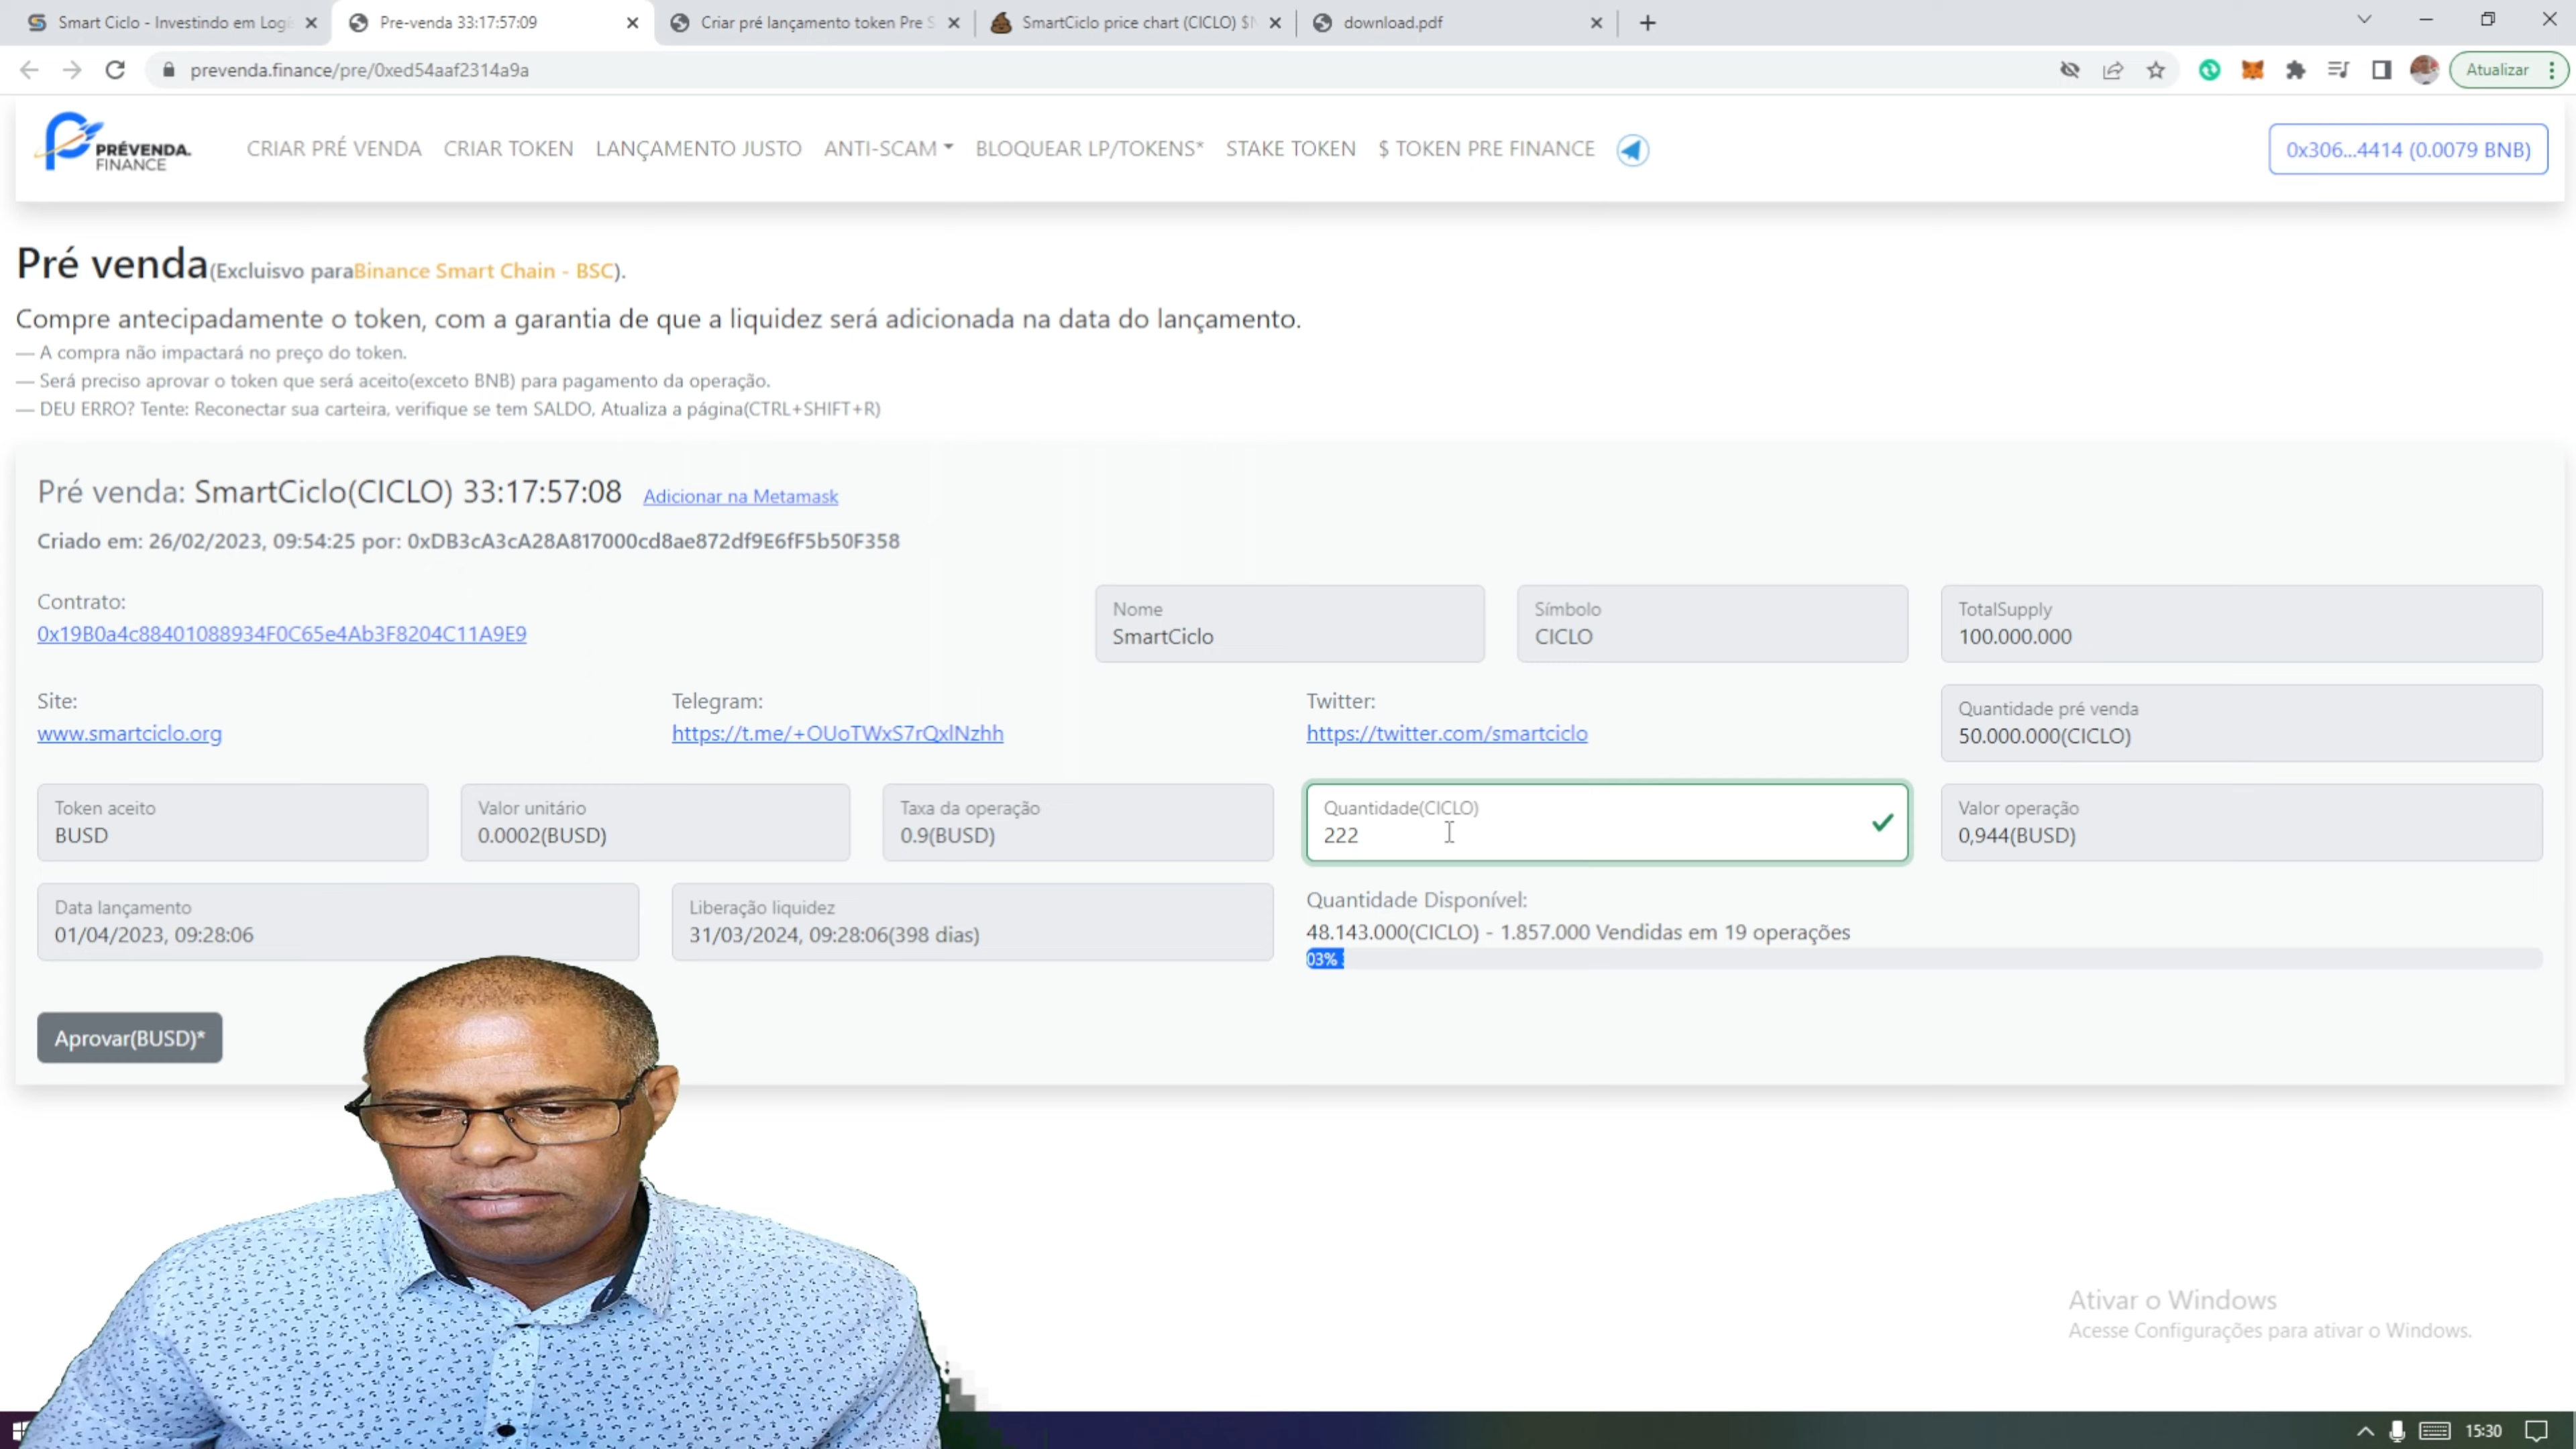 Smart Ciclo - Investindo em Logi
Pre-venda 33:17:57:09
Criar pré lançamento token Pre S
SmartCiclo price chart (CICLO) $
download.pdf
prevenda.finance/pre/0xed54aaf2314a9a
Atualizar
PRÉVENDA.
FINANCE
CRIAR PRÉ VENDA
CRIAR TOKEN
LANÇAMENTO JUSTO
ANTI-SCAM
BLOQUEAR LP/TOKENS*
STAKE TOKEN
$ TOKEN PRE FINANCE
0x306...4414 (0.0079 BNB)
Pré venda(Excluisvo paraBinance Smart Chain - BSC).
Compre antecipadamente o token, com a garantia de que a liquidez será adicionada na data do lançamento.
— A compra não impactará no preço do token.
— Será preciso aprovar o token que será aceito(exceto BNB) para pagamento da operação.
— DEU ERRO? Tente: Reconectar sua carteira, verifique se tem SALDO, Atualiza a página(CTRL+SHIFT+R)
Pré venda: SmartCiclo(CICLO) 33:17:57:08 Adicionar na Metamask
Criado em: 26/02/2023, 09:54:25 por: 0xDB3cA3cA28A817000cd8ae872df9E6fF5b50F358
Contrato:
0x19B0a4c88401088934F0C65e4Ab3F8204C11A9E9
Nome
SmartCiclo
Símbolo
CICLO
TotalSupply
100.000.000
Site:
www.smartciclo.org
Telegram:
https://t.me/+OUoTWxS7rQxlNzhh
Twitter:
https://twitter.com/smartciclo
Quantidade pré venda
50.000.000(CICLO)
Token aceito
BUSD
Valor unitário
0.0002(BUSD)
Taxa da operação
0.9(BUSD)
Quantidade(CICLO)
222
Valor operação
0,944(BUSD)
Data lançamento
01/04/2023, 09:28:06
Liberação liquidez
31/03/2024, 09:28:06(398 dias)
Quantidade Disponível:
48.143.000(CICLO) - 1.857.000 Vendidas em 19 operações
03%
Aprovar(BUSD)*
Ativar o Windows
Acesse Configurações para ativar o Windows.
15:30